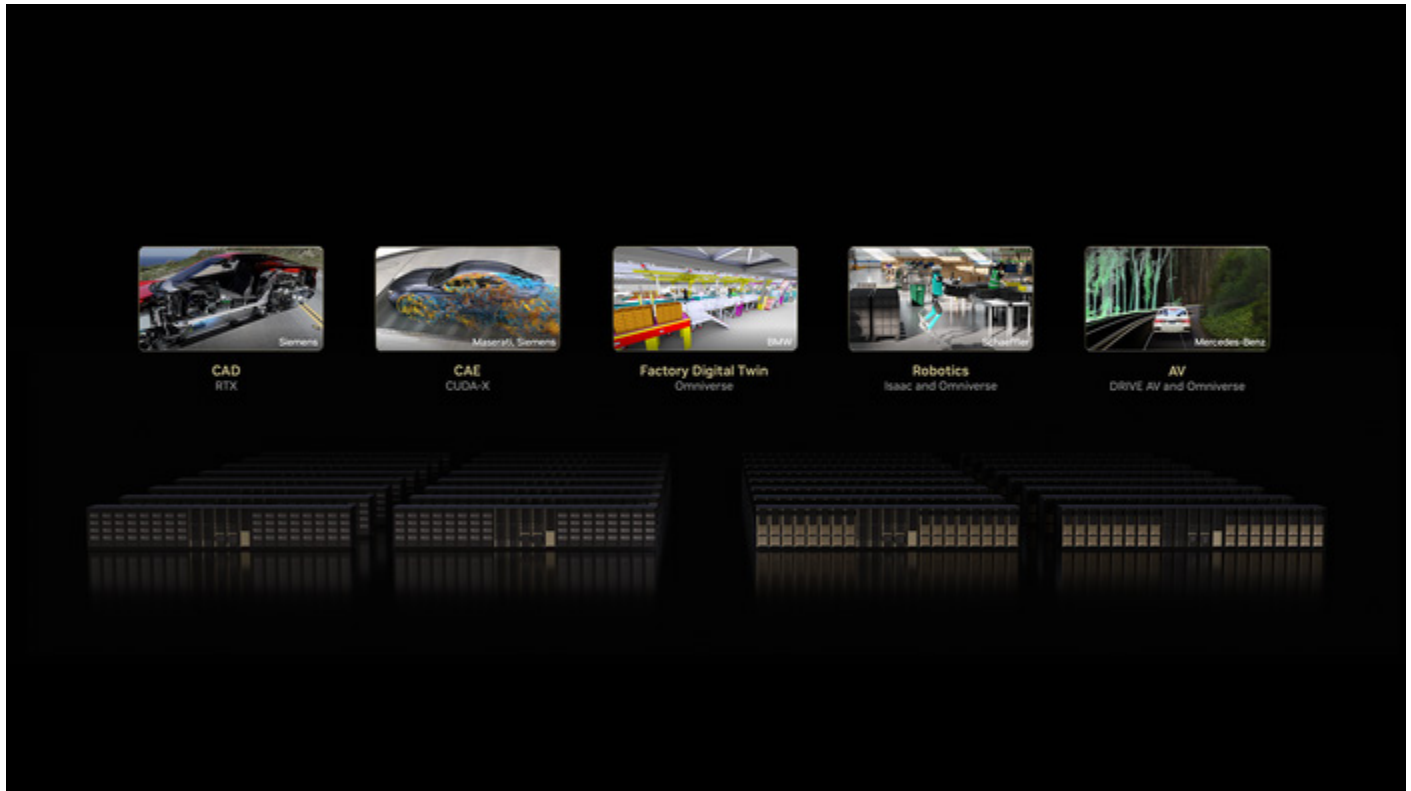 Siemens
Maserati, Siemens
BMW
Schaeffler
Mercedes-Benz
CAD
RTX
CAE
CUDA-X
Factory Digital Twin
Omniverse
Robotics
Isaac and Omniverse
AV
DRIVE AV and Omniverse